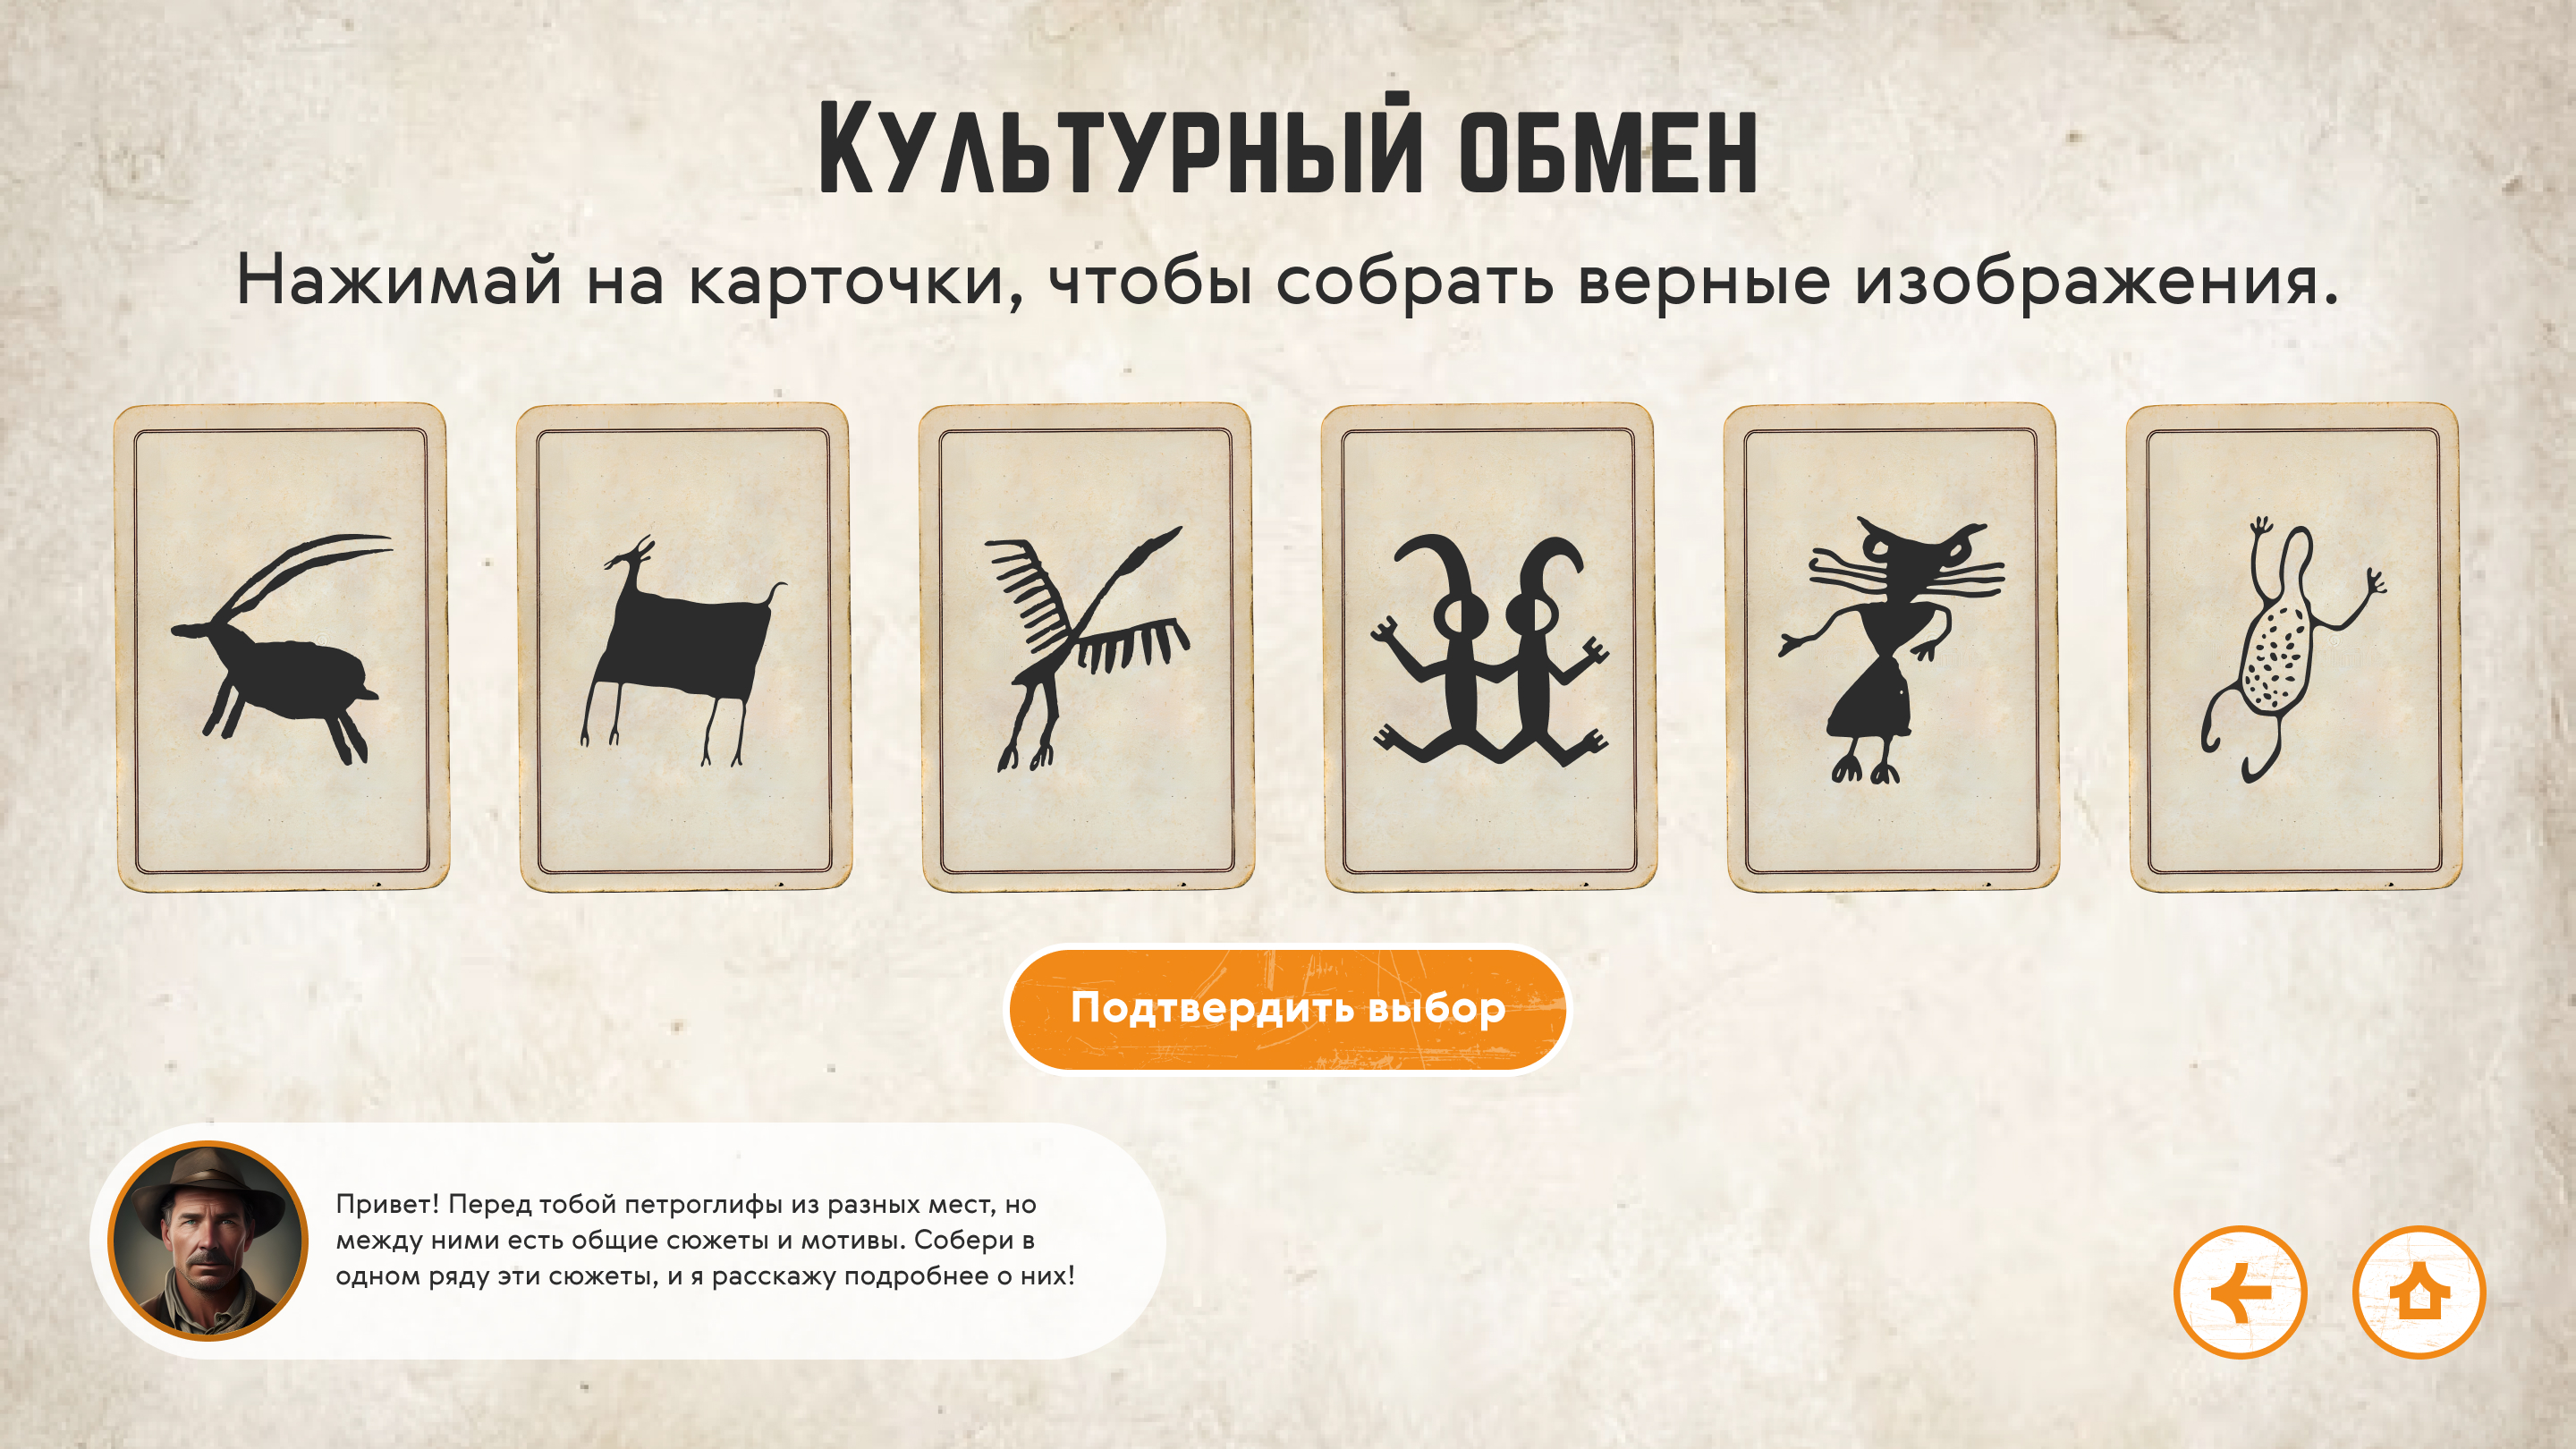 Культурный обмен
Нажимай на карточки, чтобы собрать верные изображения.
Подтвердить выбор
Привет! Перед тобой петроглифы из разных мест, но
между ними есть общие сюжеты и мотивы. Собери в
одном ряду эти сюжеты, и я расскажу подробнее о них!